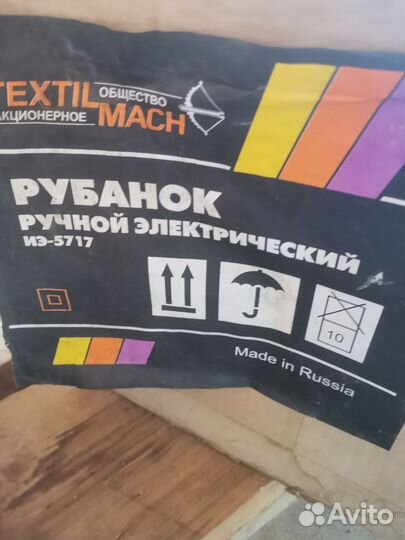 TEXTIL ОБЩЕСТВО
АКЦИОНЕРНОЕ MACH
РУБАНОК
РУЧНОЙ ЭЛЕКТРИЧЕСКИЙ
ИЭ-5717
10
Made in Russia
Avito